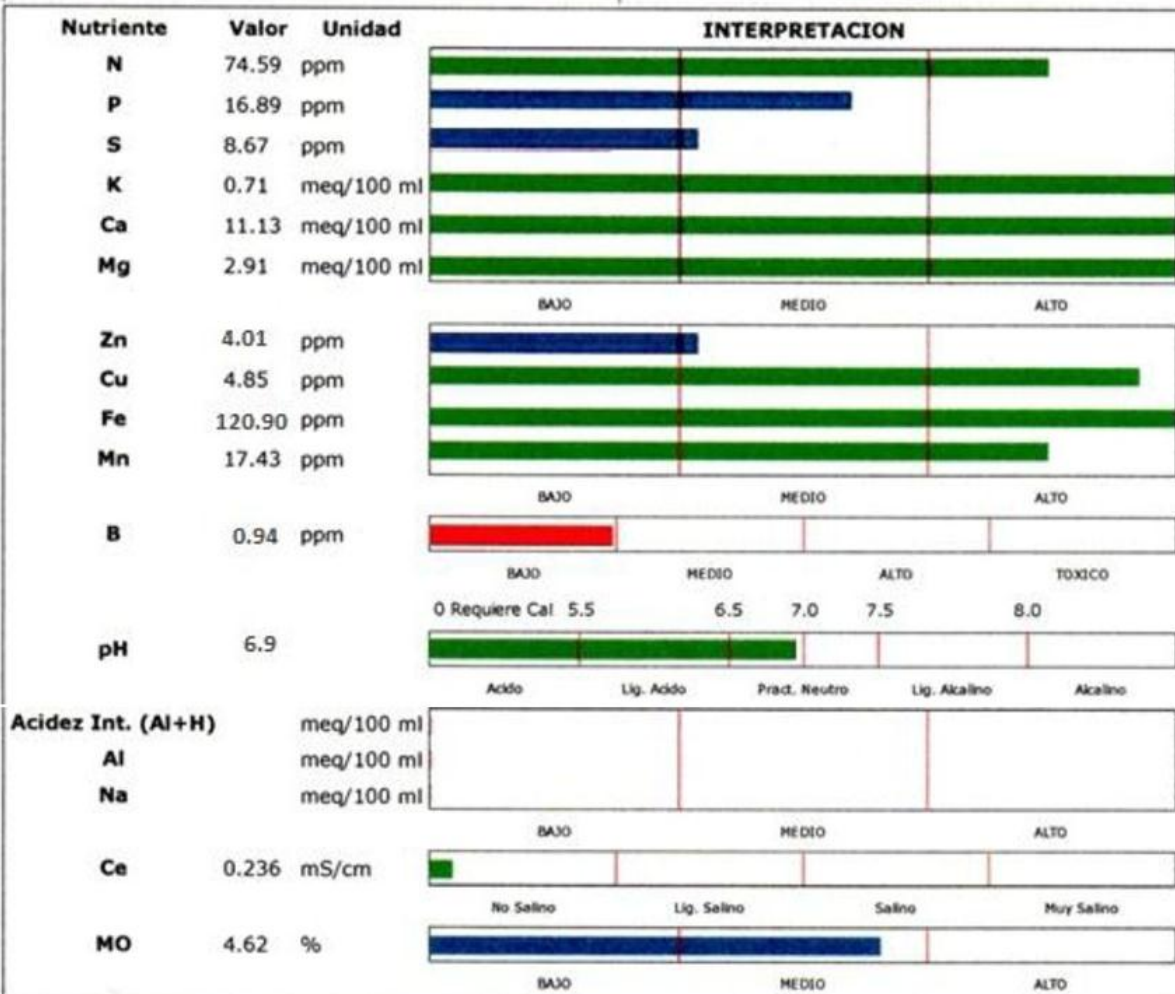 Nutriente Valor Unidad INTERPRETACION
N 74.59 ppm
P 16.89 ppm
S 8.67 ppm
K 0.71 meq/100 ml
Ca 11.13 meq/100 ml
Mg 2.91 meq/100 ml
BAJO MEDIO ALTO
Zn 4.01 ppm
Cu 4.85 ppm
Fe 120.90 ppm
Mn 17.43 ppm
BAJO MEDIO ALTO
B 0.94 ppm
BAJO MEDIO ALTO TOXICO
0 Requiere Cal 5.5 6.5 7.0 7.5 8.0
pH 6.9
Acido Lig. Acido Pract. Neutro Lig. Alcalino Alcalino
Acidez Int. (Al+H) meq/100 ml
Al meq/100 ml
Na meq/100 ml
BAJO MEDIO ALTO
Ce 0.236 mS/cm
No Salino Lig. Salino Salino Muy Salino
MO 4.62 %
BAJO MEDIO ALTO